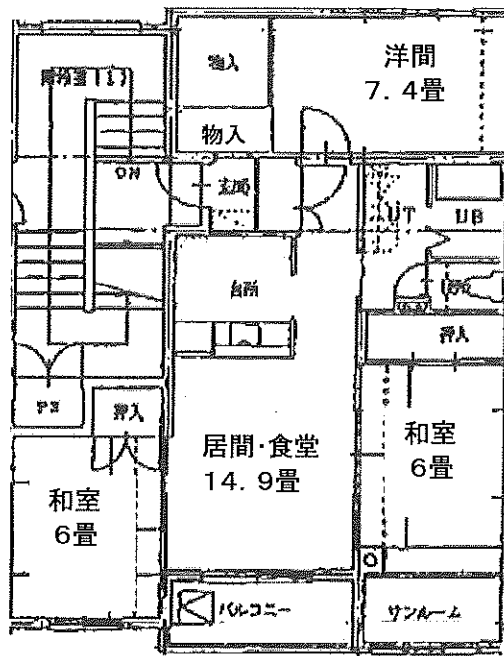 洋間
7.4畳
物入
物入
玄関
UT
UB
台所
押入
PS
押入
居間・食堂
14.9畳
和室
6畳
和室
6畳
バルコニー
サンルーム